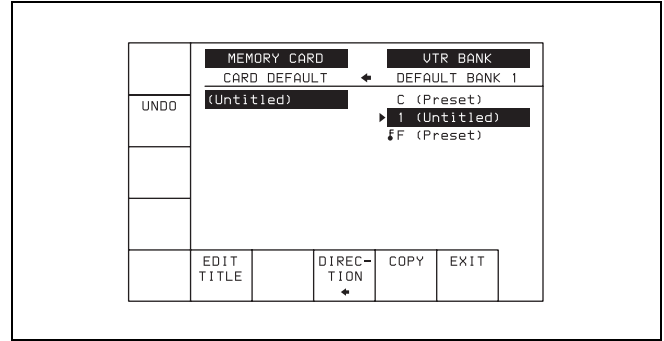 MEMORY CARD VTR BANK
CARD DEFAULT ← DEFAULT BANK 1
UNDO (Untitled) C (Preset)
▶ 1 (Untitled)
F (Preset)
EDIT TITLE
DIREC-TION ←
COPY
EXIT